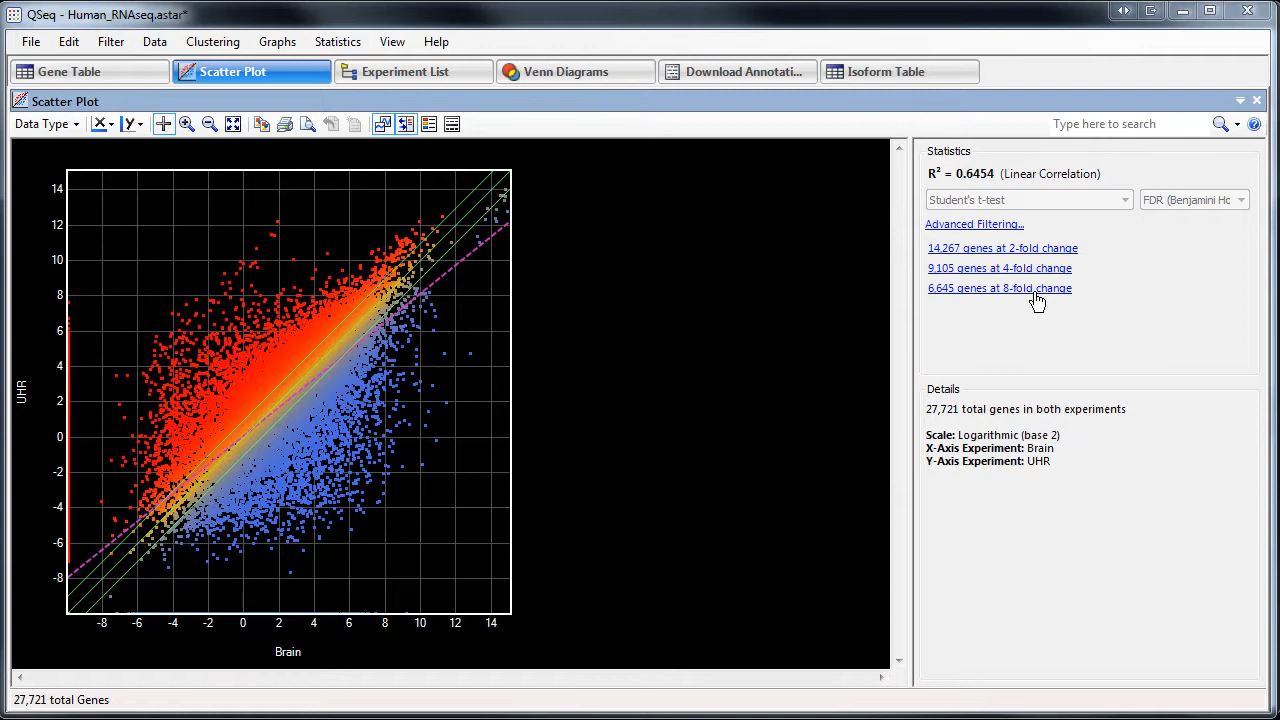 QSeq - Human_RNAseq.astar*
File Edit Filter Data Clustering Graphs Statistics View Help
Gene Table Scatter Plot Experiment List Venn Diagrams Download Annotati... Isoform Table
Scatter Plot
Data Type X Y Type here to search
Statistics
R² = 0.6454 (Linear Correlation)
Student's t-test FDR (Benjamini Hc
Advanced Filtering...
14,267 genes at 2-fold change
9,105 genes at 4-fold change
6,645 genes at 8-fold change
Details
27,721 total genes in both experiments
Scale: Logarithmic (base 2)
X-Axis Experiment: Brain
Y-Axis Experiment: UHR
14
12
10
8
6
4
2
0
-2
-4
-6
-8
UHR
-8 -6 -4 -2 0 2 4 6 8 10 12 14
Brain
27,721 total Genes